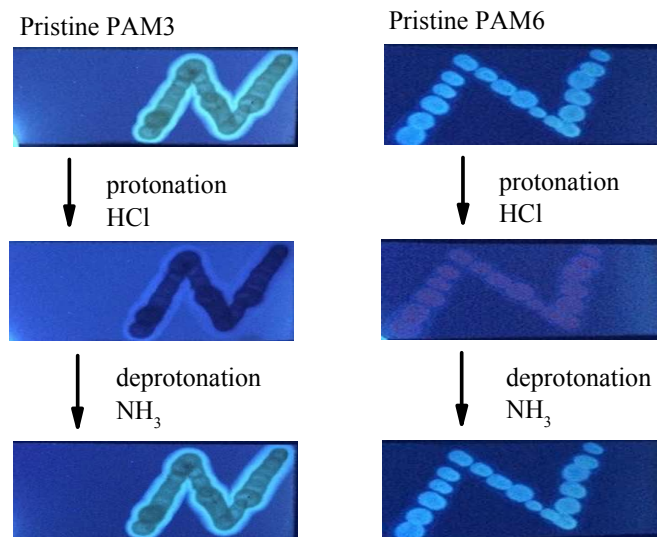 Pristine PAM3
protonation
HCl
deprotonation
NH₃
Pristine PAM6
protonation
HCl
deprotonation
NH₃